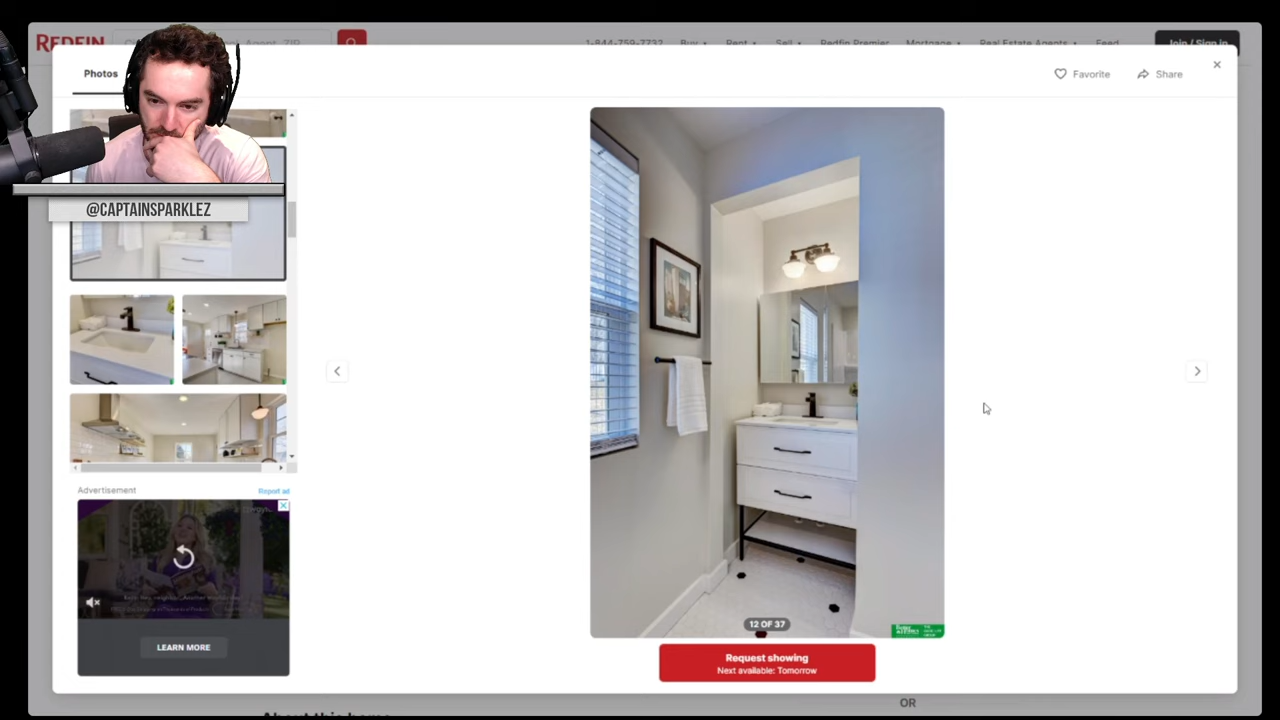 REDFIN
1-844-759-7732 Buy Rent Sell Redfin Premier Mortgage Real Estate Agents Feed Join / Sign in
Photos
Favorite
Share
@CAPTAINSPARKLEZ
Advertisement
Report ad
LEARN MORE
12 OF 37
Request showing
Next available: Tomorrow
OR
About this home